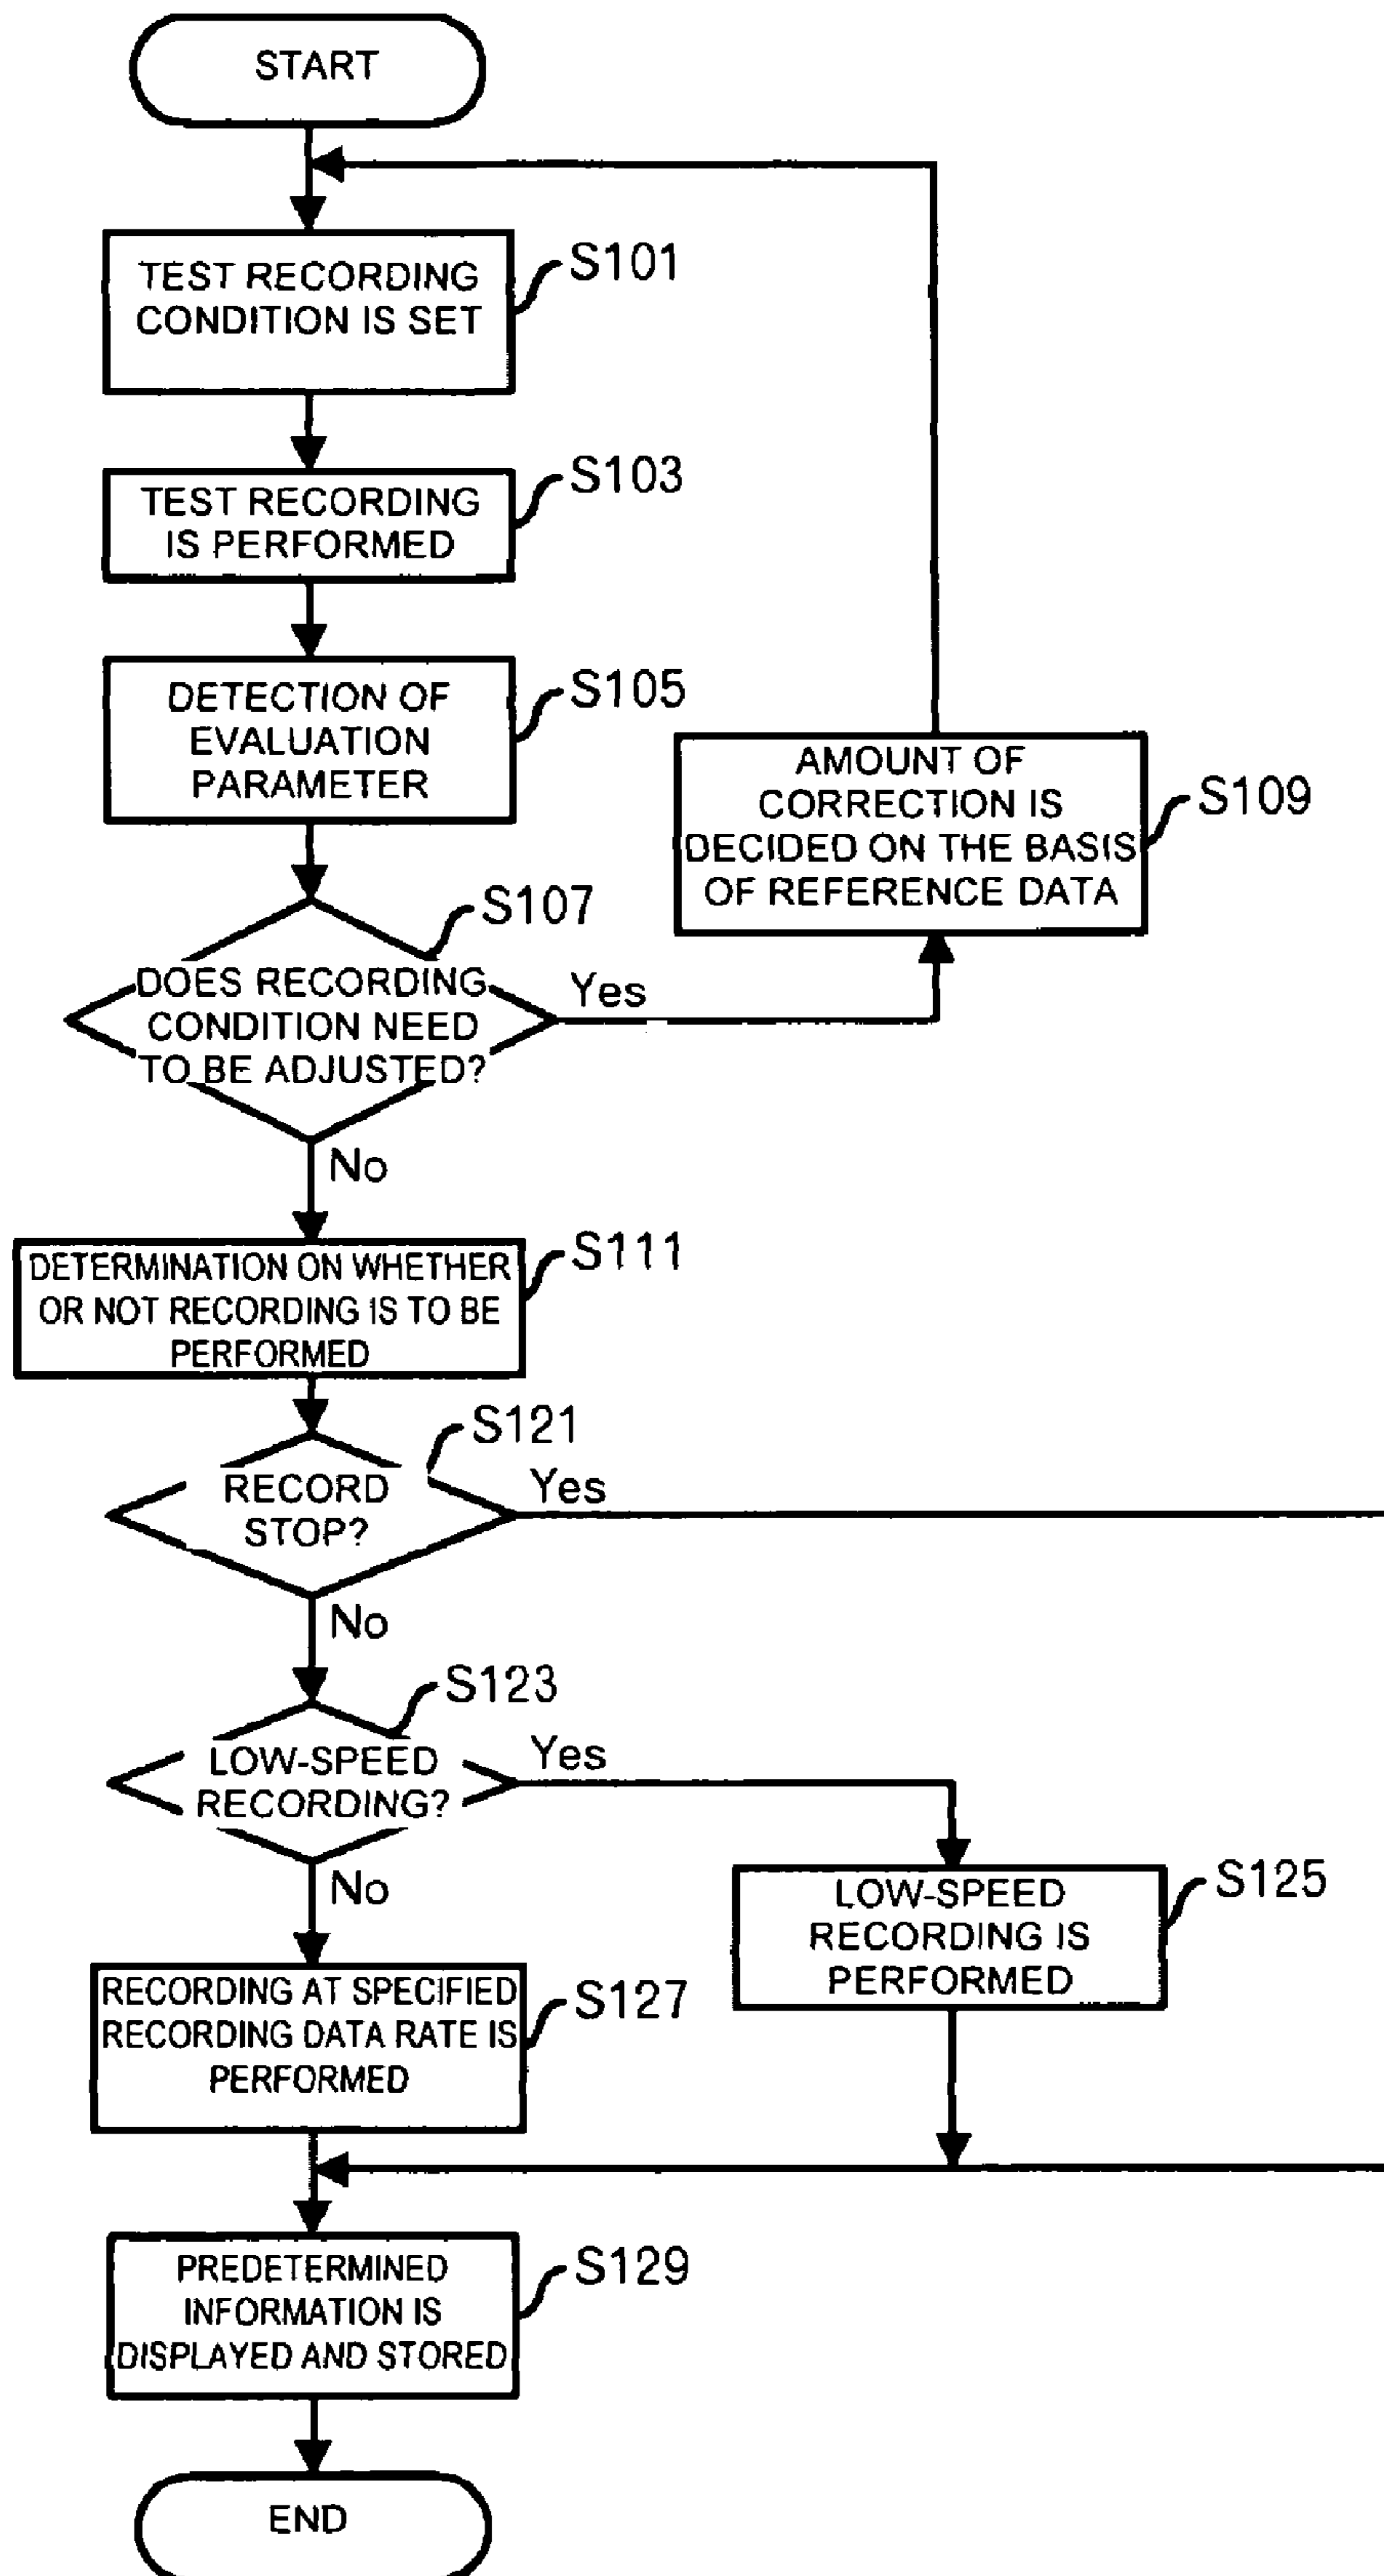 START
TEST RECORDING
CONDITION IS SET
S101
TEST RECORDING
IS PERFORMED
S103
DETECTION OF
EVALUATION
PARAMETER
S105
AMOUNT OF
CORRECTION IS
DECIDED ON THE BASIS
OF REFERENCE DATA
S109
S107
DOES RECORDING
CONDITION NEED
TO BE ADJUSTED?
Yes
No
DETERMINATION ON WHETHER
OR NOT RECORDING IS TO BE
PERFORMED
S111
S121
RECORD
STOP?
Yes
No
S123
LOW-SPEED
RECORDING?
Yes
No
LOW-SPEED
RECORDING IS
PERFORMED
S125
RECORDING AT SPECIFIED
RECORDING DATA RATE IS
PERFORMED
S127
PREDETERMINED
INFORMATION IS
DISPLAYED AND STORED
S129
END